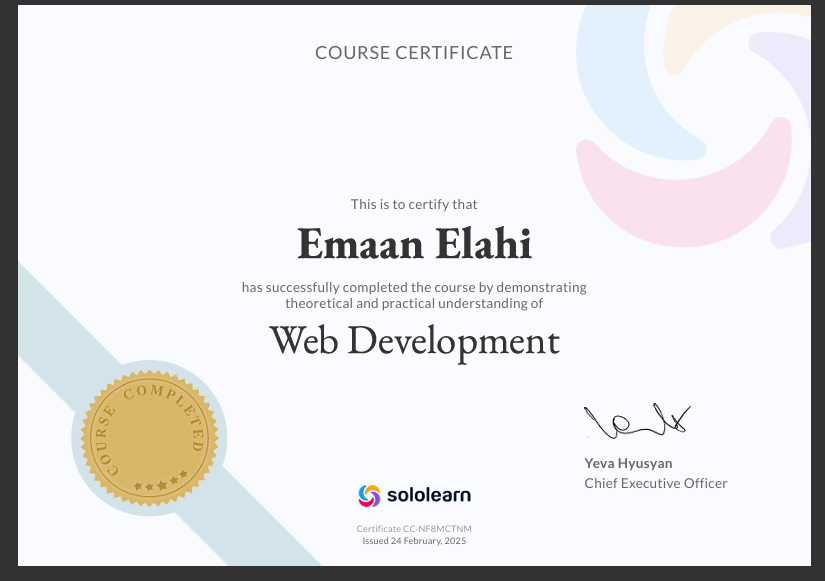 COURSE CERTIFICATE
This is to certify that
Emaan Elahi
has successfully completed the course by demonstrating
theoretical and practical understanding of
Web Development
COURSE COMPLETED
Yeva Hyusyan
Chief Executive Officer
sololearn
Certificate CC-NF8MCTNM
Issued 24 February, 2025